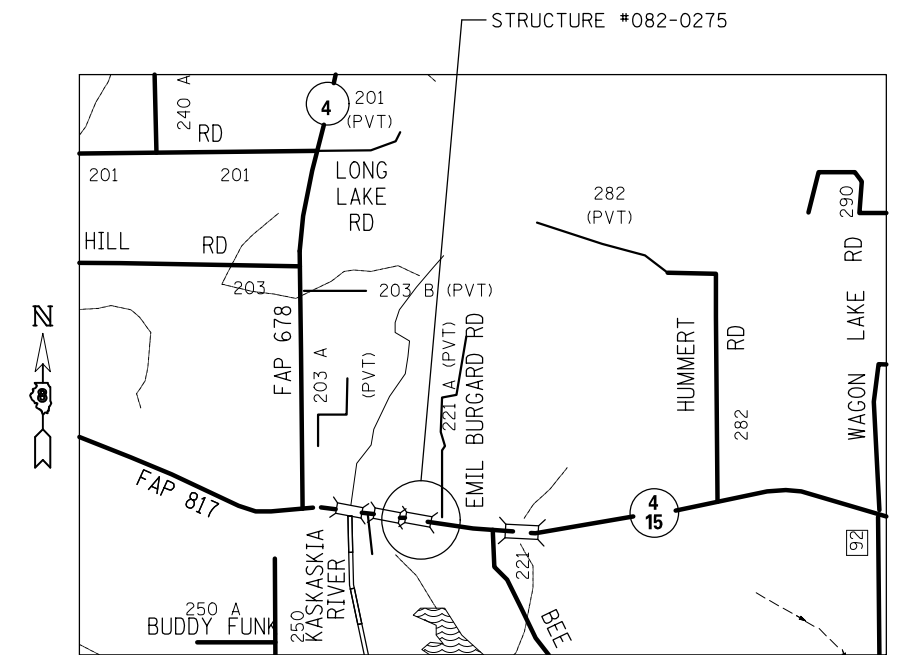 STRUCTURE #082-0275
240 A
RD
4
201
(PVT)
201
201
LONG
LAKE
RD
282
(PVT)
290
HILL
RD
203
203 B (PVT)
N
8
FAP 678
203 A
(PVT)
221 A (PVT)
EMIL BURGARD RD
HUMMERT
RD
282
WAGON LAKE RD
FAP 817
4
15
92
KASKASKIA
RIVER
221
250 A
BUDDY FUNK
250
BEE